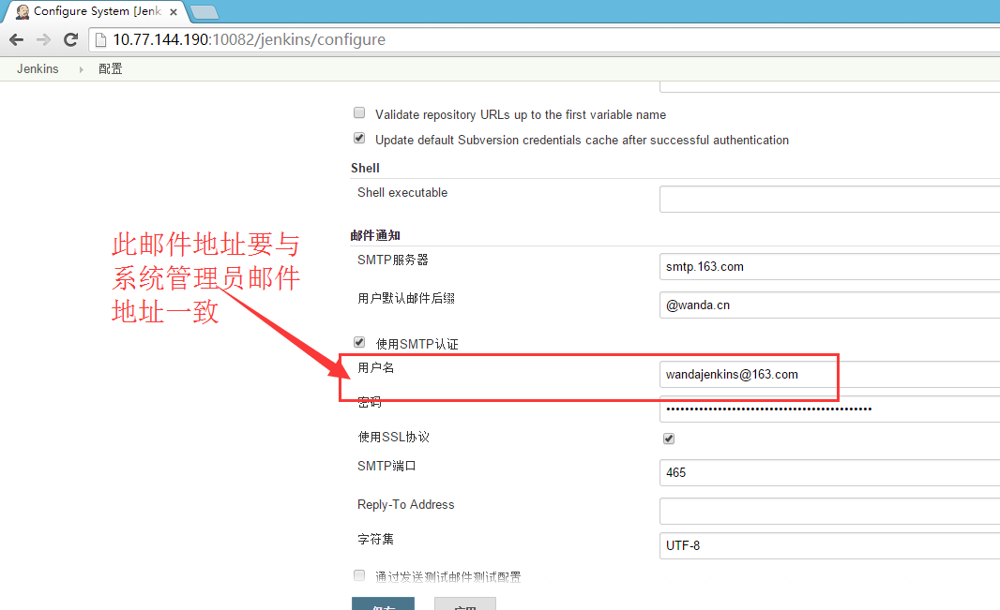 Configure System [Jenk
10.77.144.190:10082/jenkins/configure
Jenkins 配置
Validate repository URLs up to the first variable name
Update default Subversion credentials cache after successful authentication
Shell
Shell executable
此邮件地址要与
系统管理员邮件
地址一致
邮件通知
SMTP服务器 smtp.163.com
用户默认邮件后缀 @wanda.cn
使用SMTP认证
用户名 wandajenkins@163.com
密码 ••••••••••••••••••••••••••••••••••••••••••••
使用SSL协议
SMTP端口 465
Reply-To Address
字符集 UTF-8
通过发送测试邮件测试配置
保存 应用